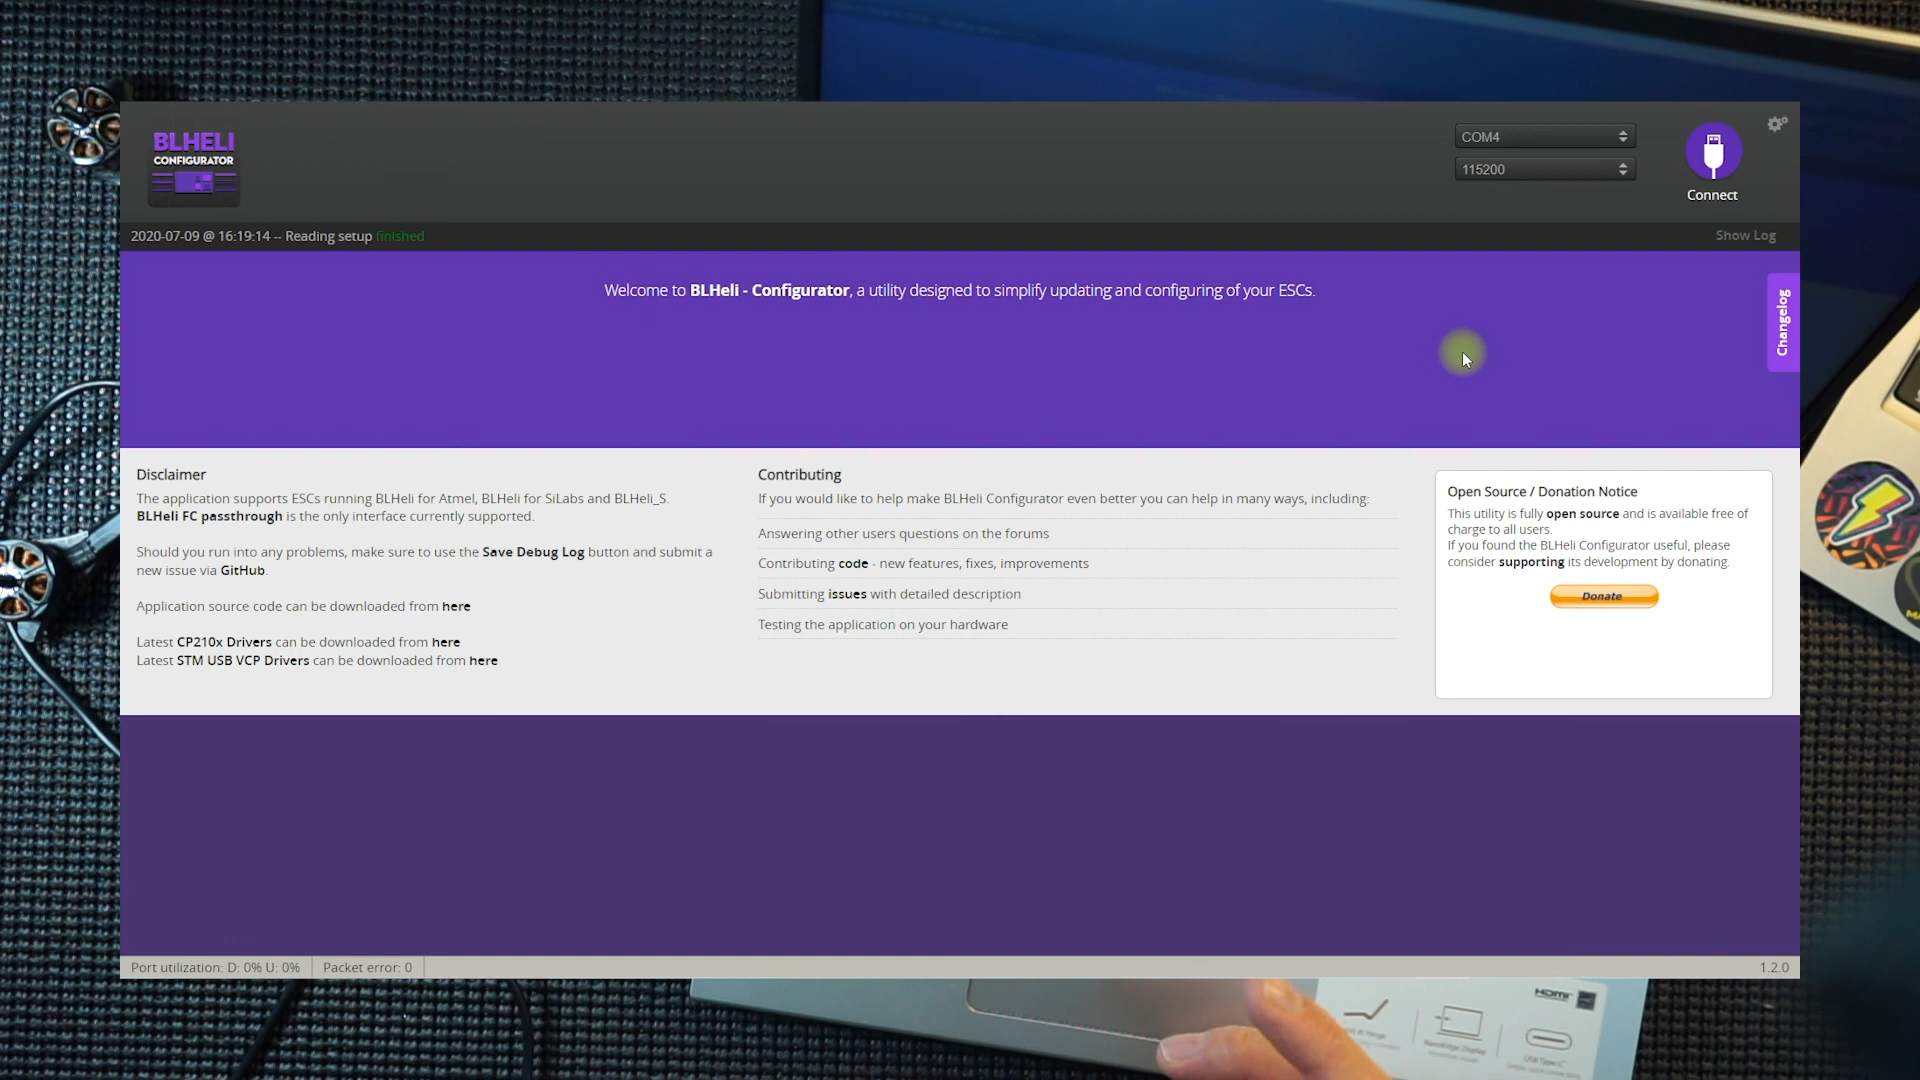 BLHELI
CONFIGURATOR
COM4
115200
Connect
2020-07-09 @ 16:19:14 -- Reading setup finished
Show Log
Welcome to BLHeli - Configurator, a utility designed to simplify updating and configuring of your ESCs.
Changelog
Disclaimer
The application supports ESCs running BLHeli for Atmel, BLHeli for SiLabs and BLHeli_S.
BLHeli FC passthrough is the only interface currently supported.
Should you run into any problems, make sure to use the Save Debug Log button and submit a
new issue via GitHub.
Application source code can be downloaded from here
Latest CP210x Drivers can be downloaded from here
Latest STM USB VCP Drivers can be downloaded from here
Contributing
If you would like to help make BLHeli Configurator even better you can help in many ways, including:
Answering other users questions on the forums
Contributing code - new features, fixes, improvements
Submitting issues with detailed description
Testing the application on your hardware
Open Source / Donation Notice
This utility is fully open source and is available free of
charge to all users.
If you found the BLHeli Configurator useful, please
consider supporting its development by donating.
Donate
Port utilization: D: 0% U: 0%
Packet error: 0
1.2.0
HDMI
NanoEdge Display
USB Type-C